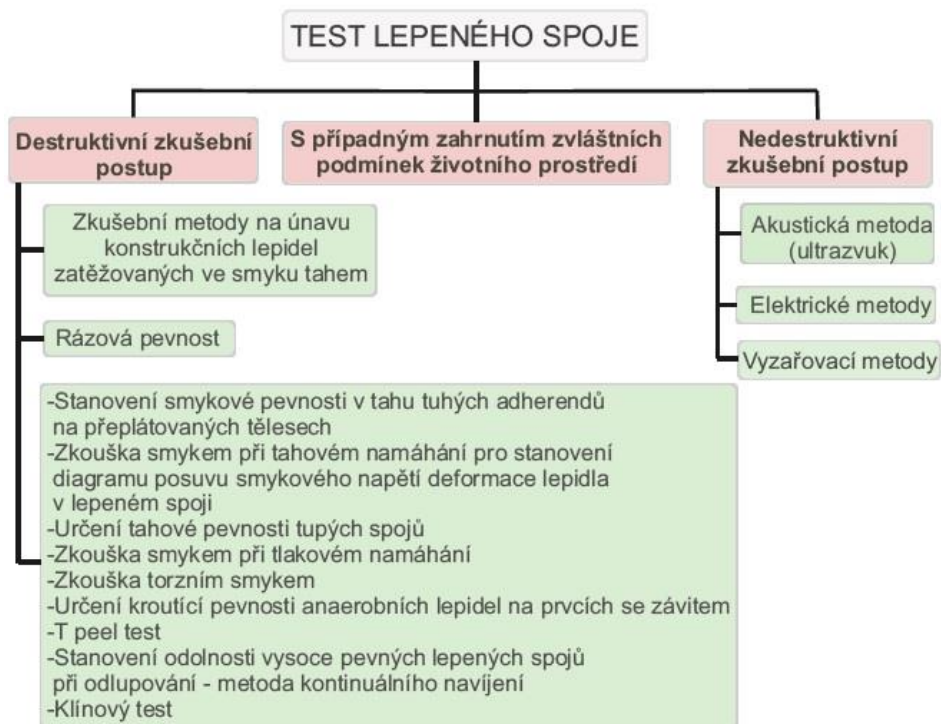 TEST LEPENÉHO SPOJE
Destruktivní zkušební
postup
S případným zahrnutím zvláštních
podmínek životního prostředí
Nedestruktivní
zkušební postup
Zkušební metody na únavu
konstrukčních lepidel
zatěžovaných ve smyku tahem
Rázová pevnost
-Stanovení smykové pevnosti v tahu tuhých adherendů
na přeplátovaných tělesech
-Zkouška smykem při tahovém namáhání pro stanovení
diagramu posuvu smykového napětí deformace lepidla
v lepeném spoji
-Určení tahové pevnosti tupých spojů
-Zkouška smykem při tlakovém namáhání
-Zkouška torzním smykem
-Určení kroutící pevnosti anaerobních lepidel na prvcích se závitem
-T peel test
-Stanovení odolnosti vysoce pevných lepených spojů
při odlupování - metoda kontinuálního navíjení
-Klínový test
Akustická metoda
(ultrazvuk)
Elektrické metody
Vyzařovací metody